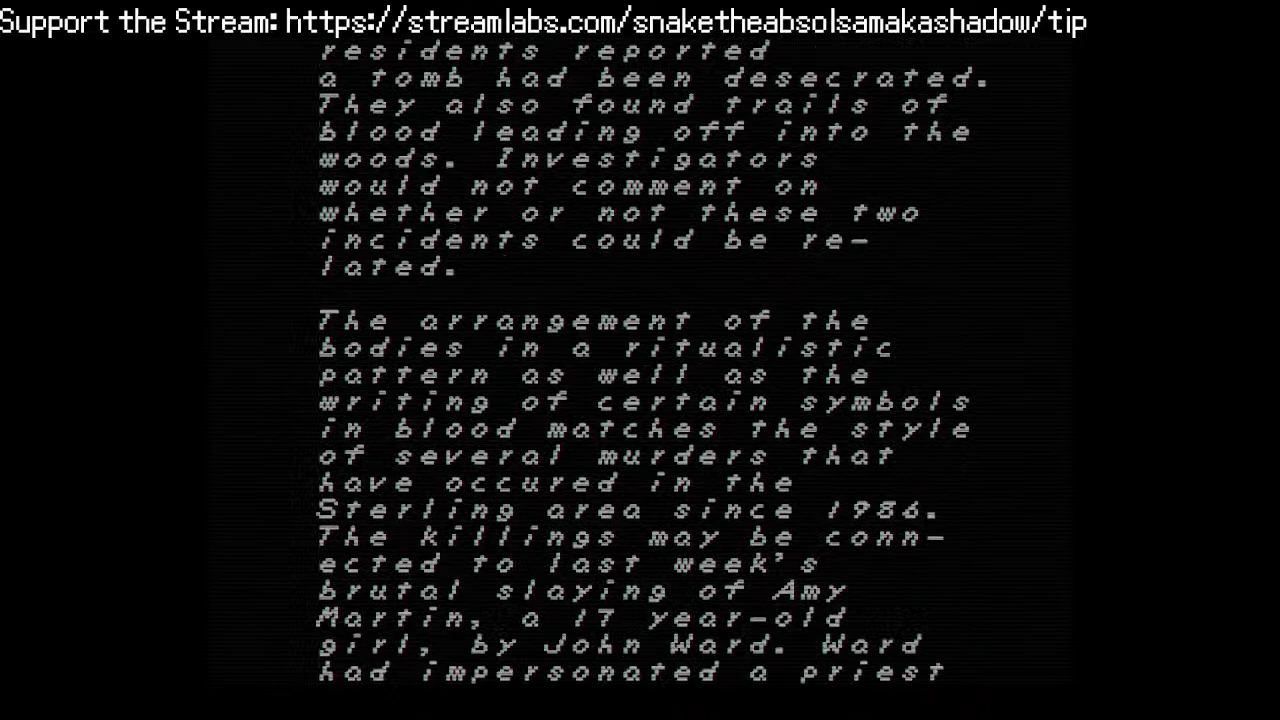 Support the Stream: https://streamlabs.com/snaketheabsolsamakashadow/tip
residents reported
a tomb had been desecrated.
They also found trails of
blood leading off into the
woods. Investigators
would not comment on
whether or not these two
incidents could be re-
lated.
The arrangement of the
bodies in a ritualistic
pattern as well as the
writing of certain symbols
in blood matches the style
of several murders that
have occured in the
Sterling area since 1986.
The killings may be conn-
ected to last week's
brutal slaying of Amy
Martin, a 17 year-old
girl, by John Ward. Ward
had impersonated a priest